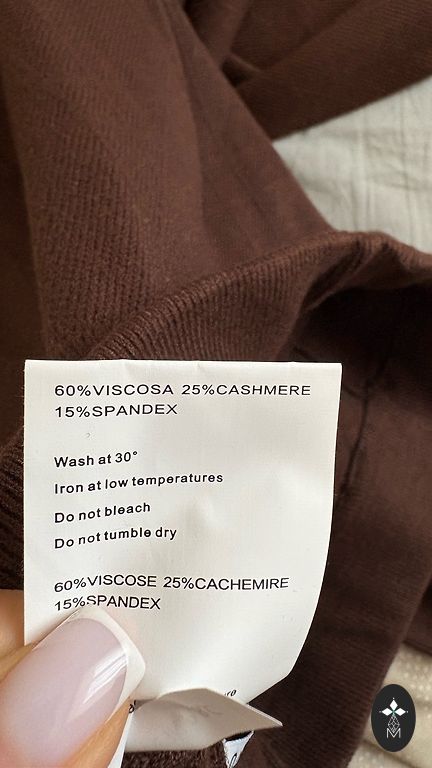 60%VISCOSA 25%CASHMERE
15%SPANDEX
Wash at 30°
Iron at low temperatures
Do not bleach
Do not tumble dry
60%VISCOSE 25%CACHEMIRE
15%SPANDEX
M